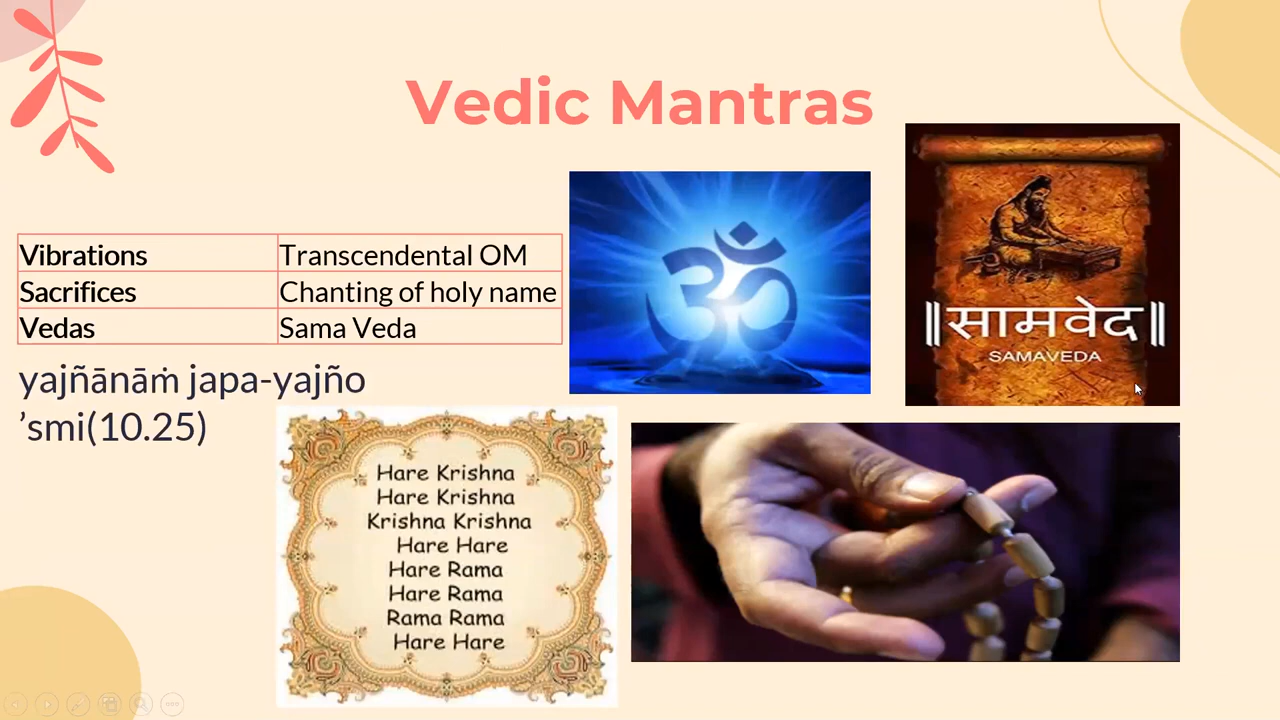 Vedic Mantras
Vibrations Transcendental OM
Sacrifices Chanting of holy name
Vedas Sama Veda
yajñānāṁ japa-yajño
’smi(10.25)
ॐ
॥सामवेद॥
SAMAVEDA
Hare Krishna
Hare Krishna
Krishna Krishna
Hare Hare
Hare Rama
Hare Rama
Rama Rama
Hare Hare